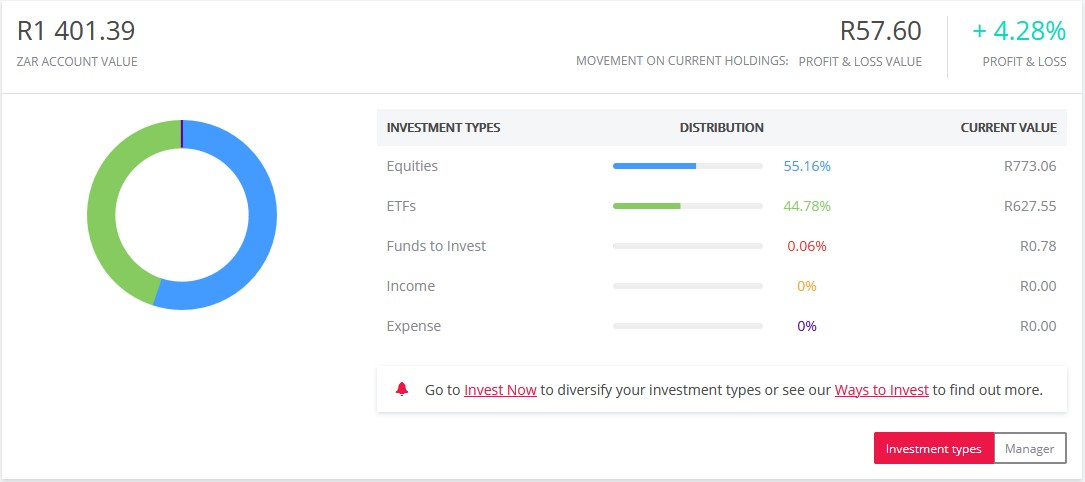 R1 401.39 R57.60 + 4.28%
ZAR ACCOUNT VALUE MOVEMENT ON CURRENT HOLDINGS: PROFIT & LOSS VALUE PROFIT & LOSS
INVESTMENT TYPES DISTRIBUTION CURRENT VALUE
Equities 55.16% R773.06
ETFs 44.78% R627.55
Funds to Invest 0.06% R0.78
Income 0% R0.00
Expense 0% R0.00
Go to Invest Now to diversify your investment types or see our Ways to Invest to find out more.
Investment types Manager